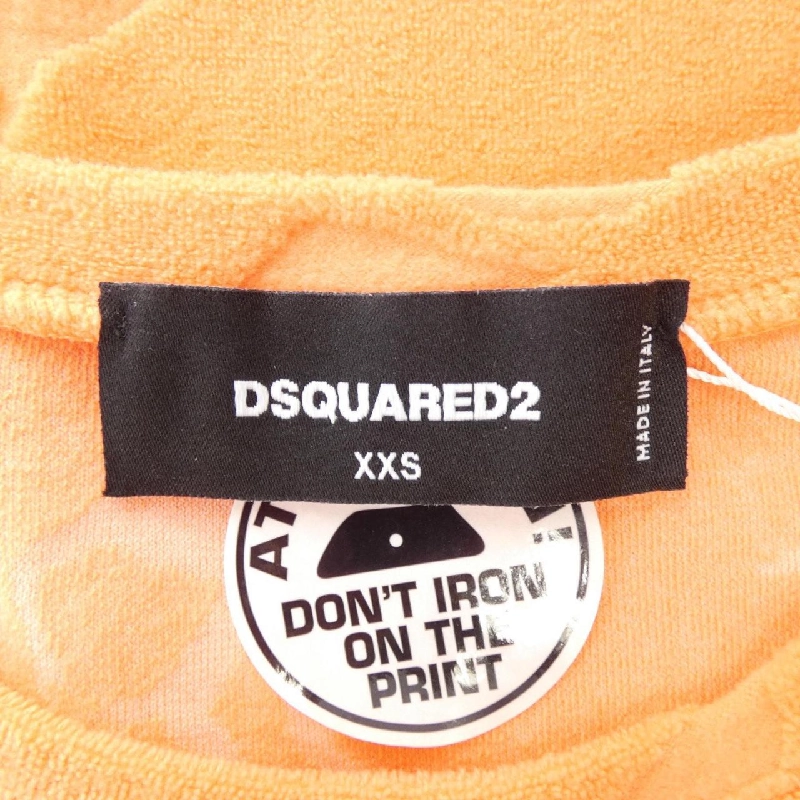 DSQUARED2
XXS
MADE IN ITALY
DON'T IRON
ON THE
PRINT